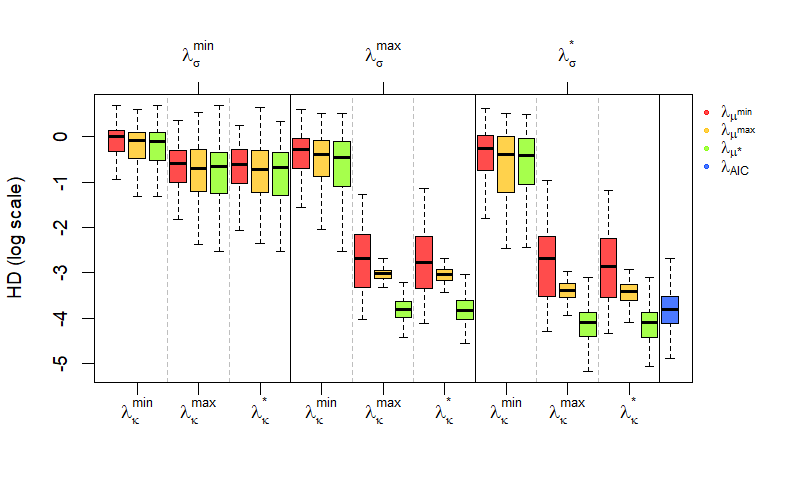 λσmin λσmax λσ*
HD (log scale)
0
-1
-2
-3
-4
-5
λκmin λκmax λκ* λκmin λκmax λκ* λκmin λκmax λκ*
λμmin
λμmax
λμ*
λAIC